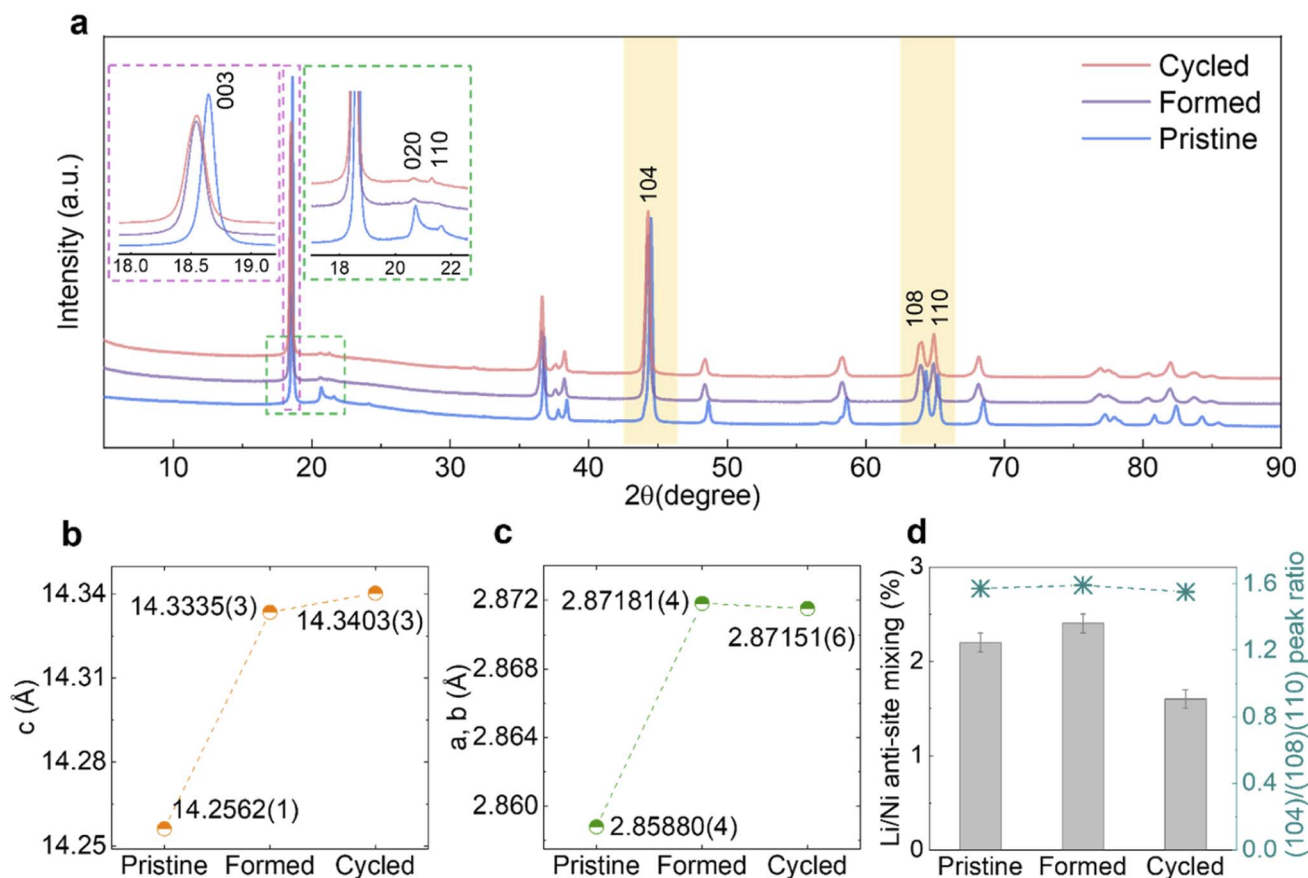 a
Intensity (a.u.)
003
18.0 18.5 19.0
020
110
18 20 22
104
108
110
Cycled
Formed
Pristine
10 20 30 40 50 60 70 80 90
2θ(degree)
b
c (Å)
14.34
14.31
14.28
14.25
14.3335(3)
14.3403(3)
14.2562(1)
Pristine Formed Cycled
c
a, b (Å)
2.872
2.868
2.864
2.860
2.87181(4)
2.87151(6)
2.85880(4)
Pristine Formed Cycled
d
Li/Ni anti-site mixing (%)
3
2
1
0
1.6
1.2
0.8
0.4
0.0
(104)/(108)(110) peak ratio
Pristine Formed Cycled